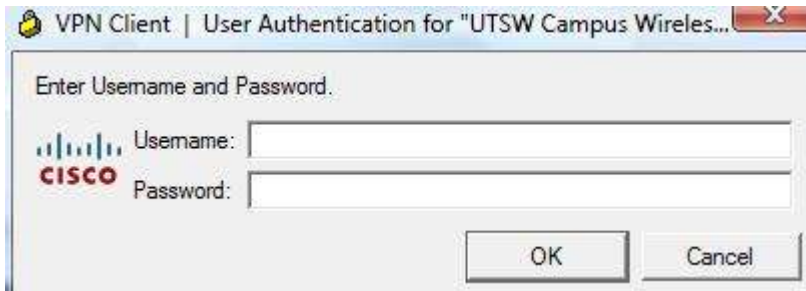 VPN Client | User Authentication for "UTSW Campus Wireles...
Enter Username and Password.
CISCO
Username:
Password:
OK
Cancel